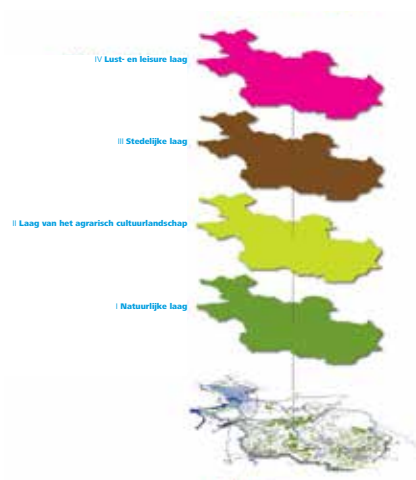 IV Lust- en leisure laag
III Stedelijke laag
II Laag van het agrarisch cultuurlandschap
I Natuurlijke laag